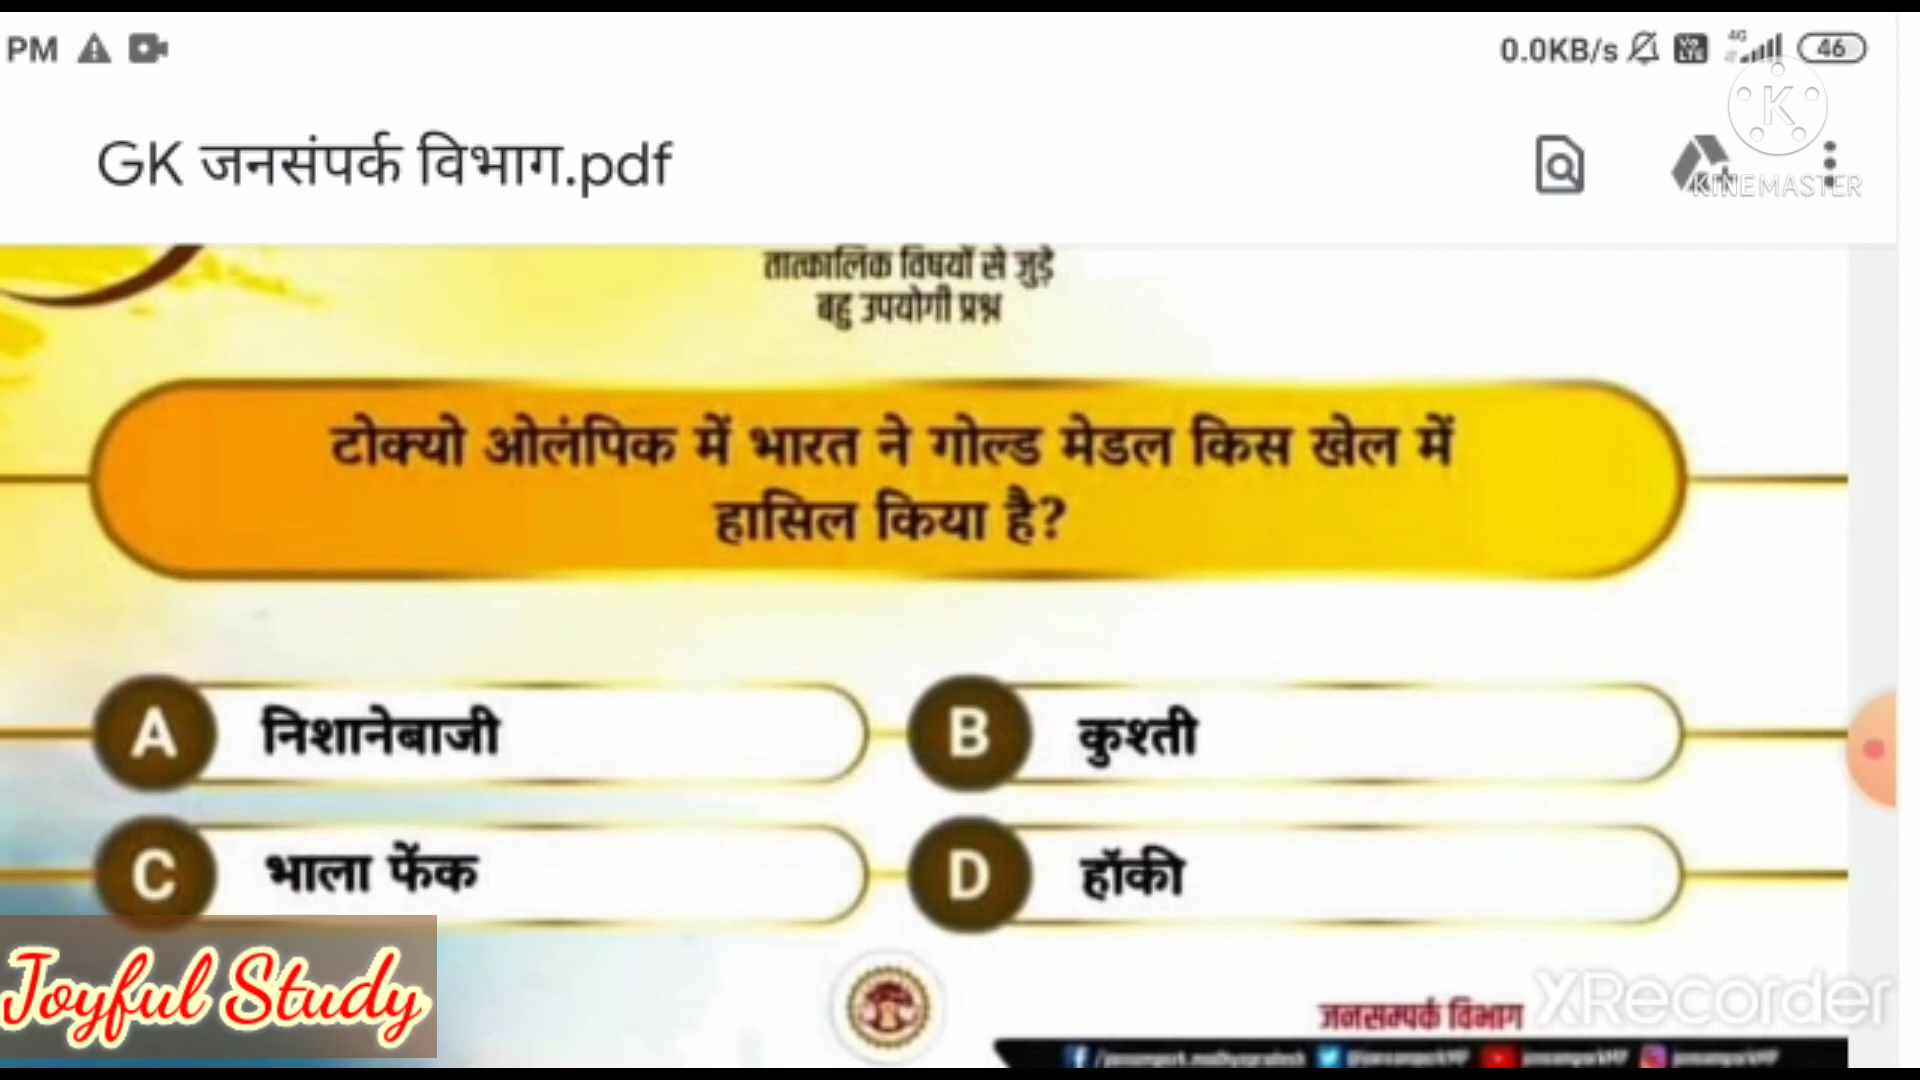 PM
0.0KB/s 4G 46
K
GK जनसंपर्क विभाग.pdf
KINEMASTER
तात्कालिक विषयों से जुड़े
बहु उपयोगी प्रश्न
टोक्यो ओलंपिक में भारत ने गोल्ड मेडल किस खेल में
हासिल किया है?
A निशानेबाजी
B कुश्ती
C भाला फेंक
D हॉकी
Joyful Study
जनसम्पर्क विभाग
XRecorder